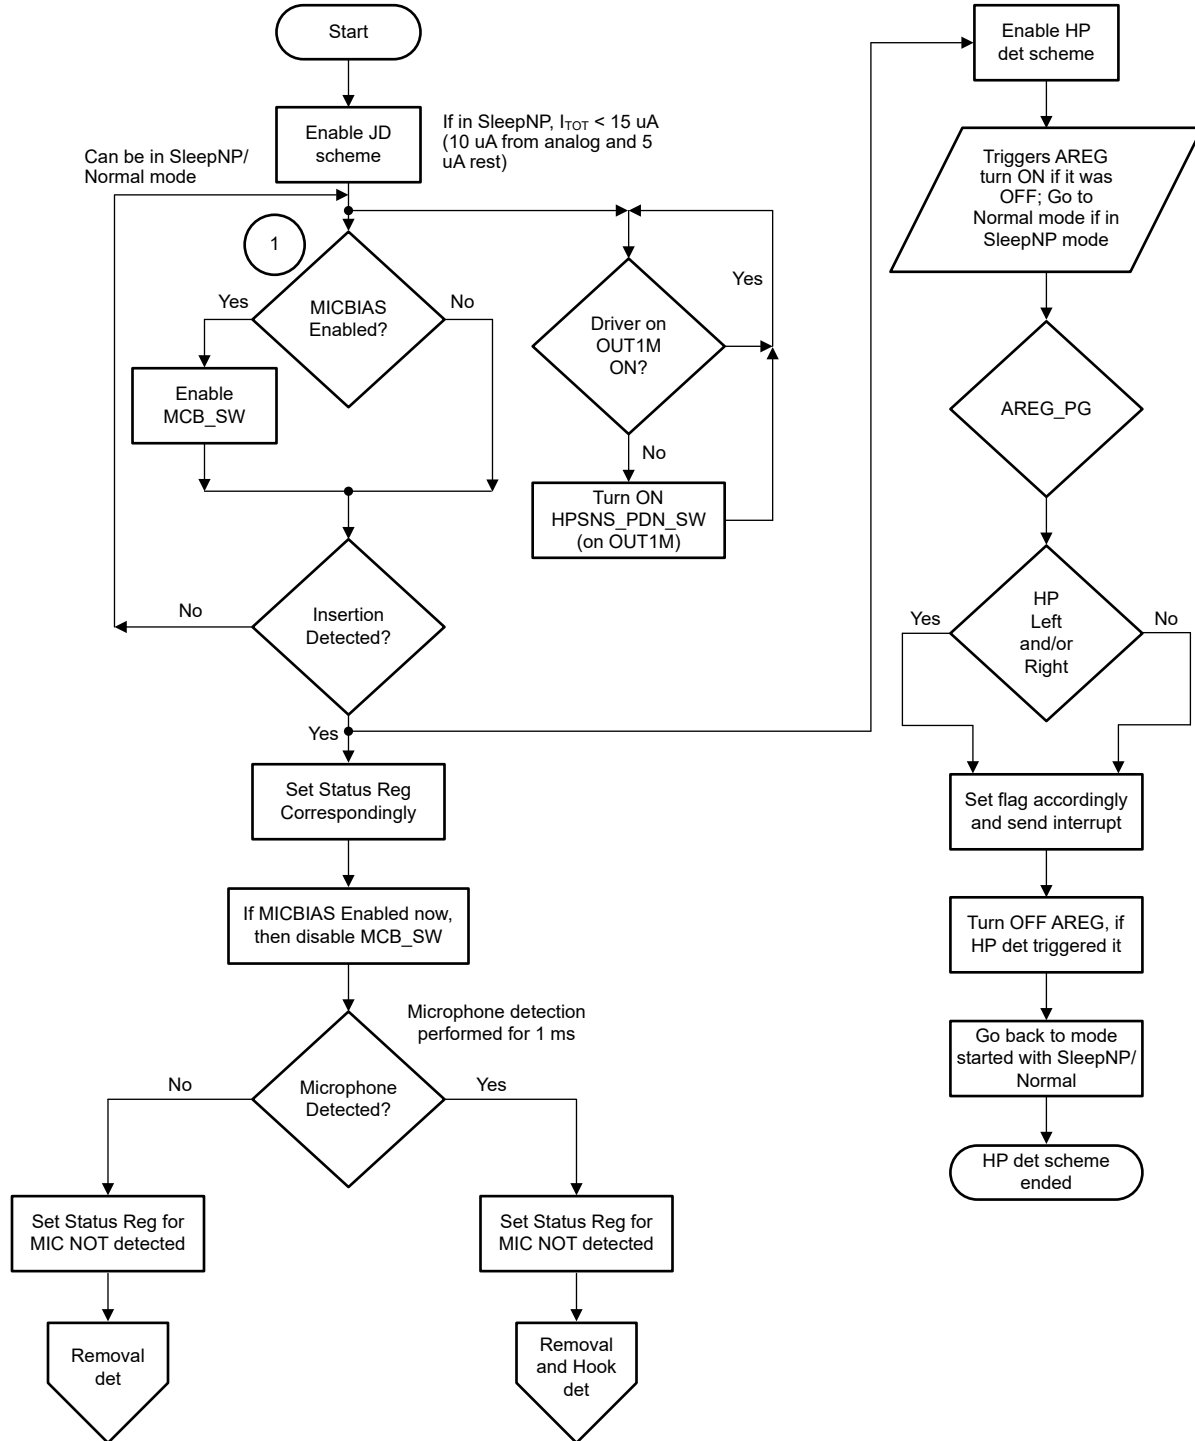 Start
Enable JD
scheme
If in SleepNP, ITOT < 15 uA
(10 uA from analog and 5
uA rest)
Can be in SleepNP/
Normal mode
1
MICBIAS
Enabled?
Yes
No
Enable
MCB_SW
Driver on
OUT1M
ON?
Yes
No
Turn ON
HPSNS_PDN_SW
(on OUT1M)
Insertion
Detected?
No
Yes
Set Status Reg
Correspondingly
If MICBIAS Enabled now,
then disable MCB_SW
Microphone detection
performed for 1 ms
Microphone
Detected?
No
Yes
Set Status Reg for
MIC NOT detected
Set Status Reg for
MIC NOT detected
Removal
det
Removal
and Hook
det
Enable HP
det scheme
Triggers AREG
turn ON if it was
OFF; Go to
Normal mode if in
SleepNP mode
AREG_PG
HP
Left
and/or
Right
Yes
No
Set flag accordingly
and send interrupt
Turn OFF AREG, if
HP det triggered it
Go back to mode
started with SleepNP/
Normal
HP det scheme
ended